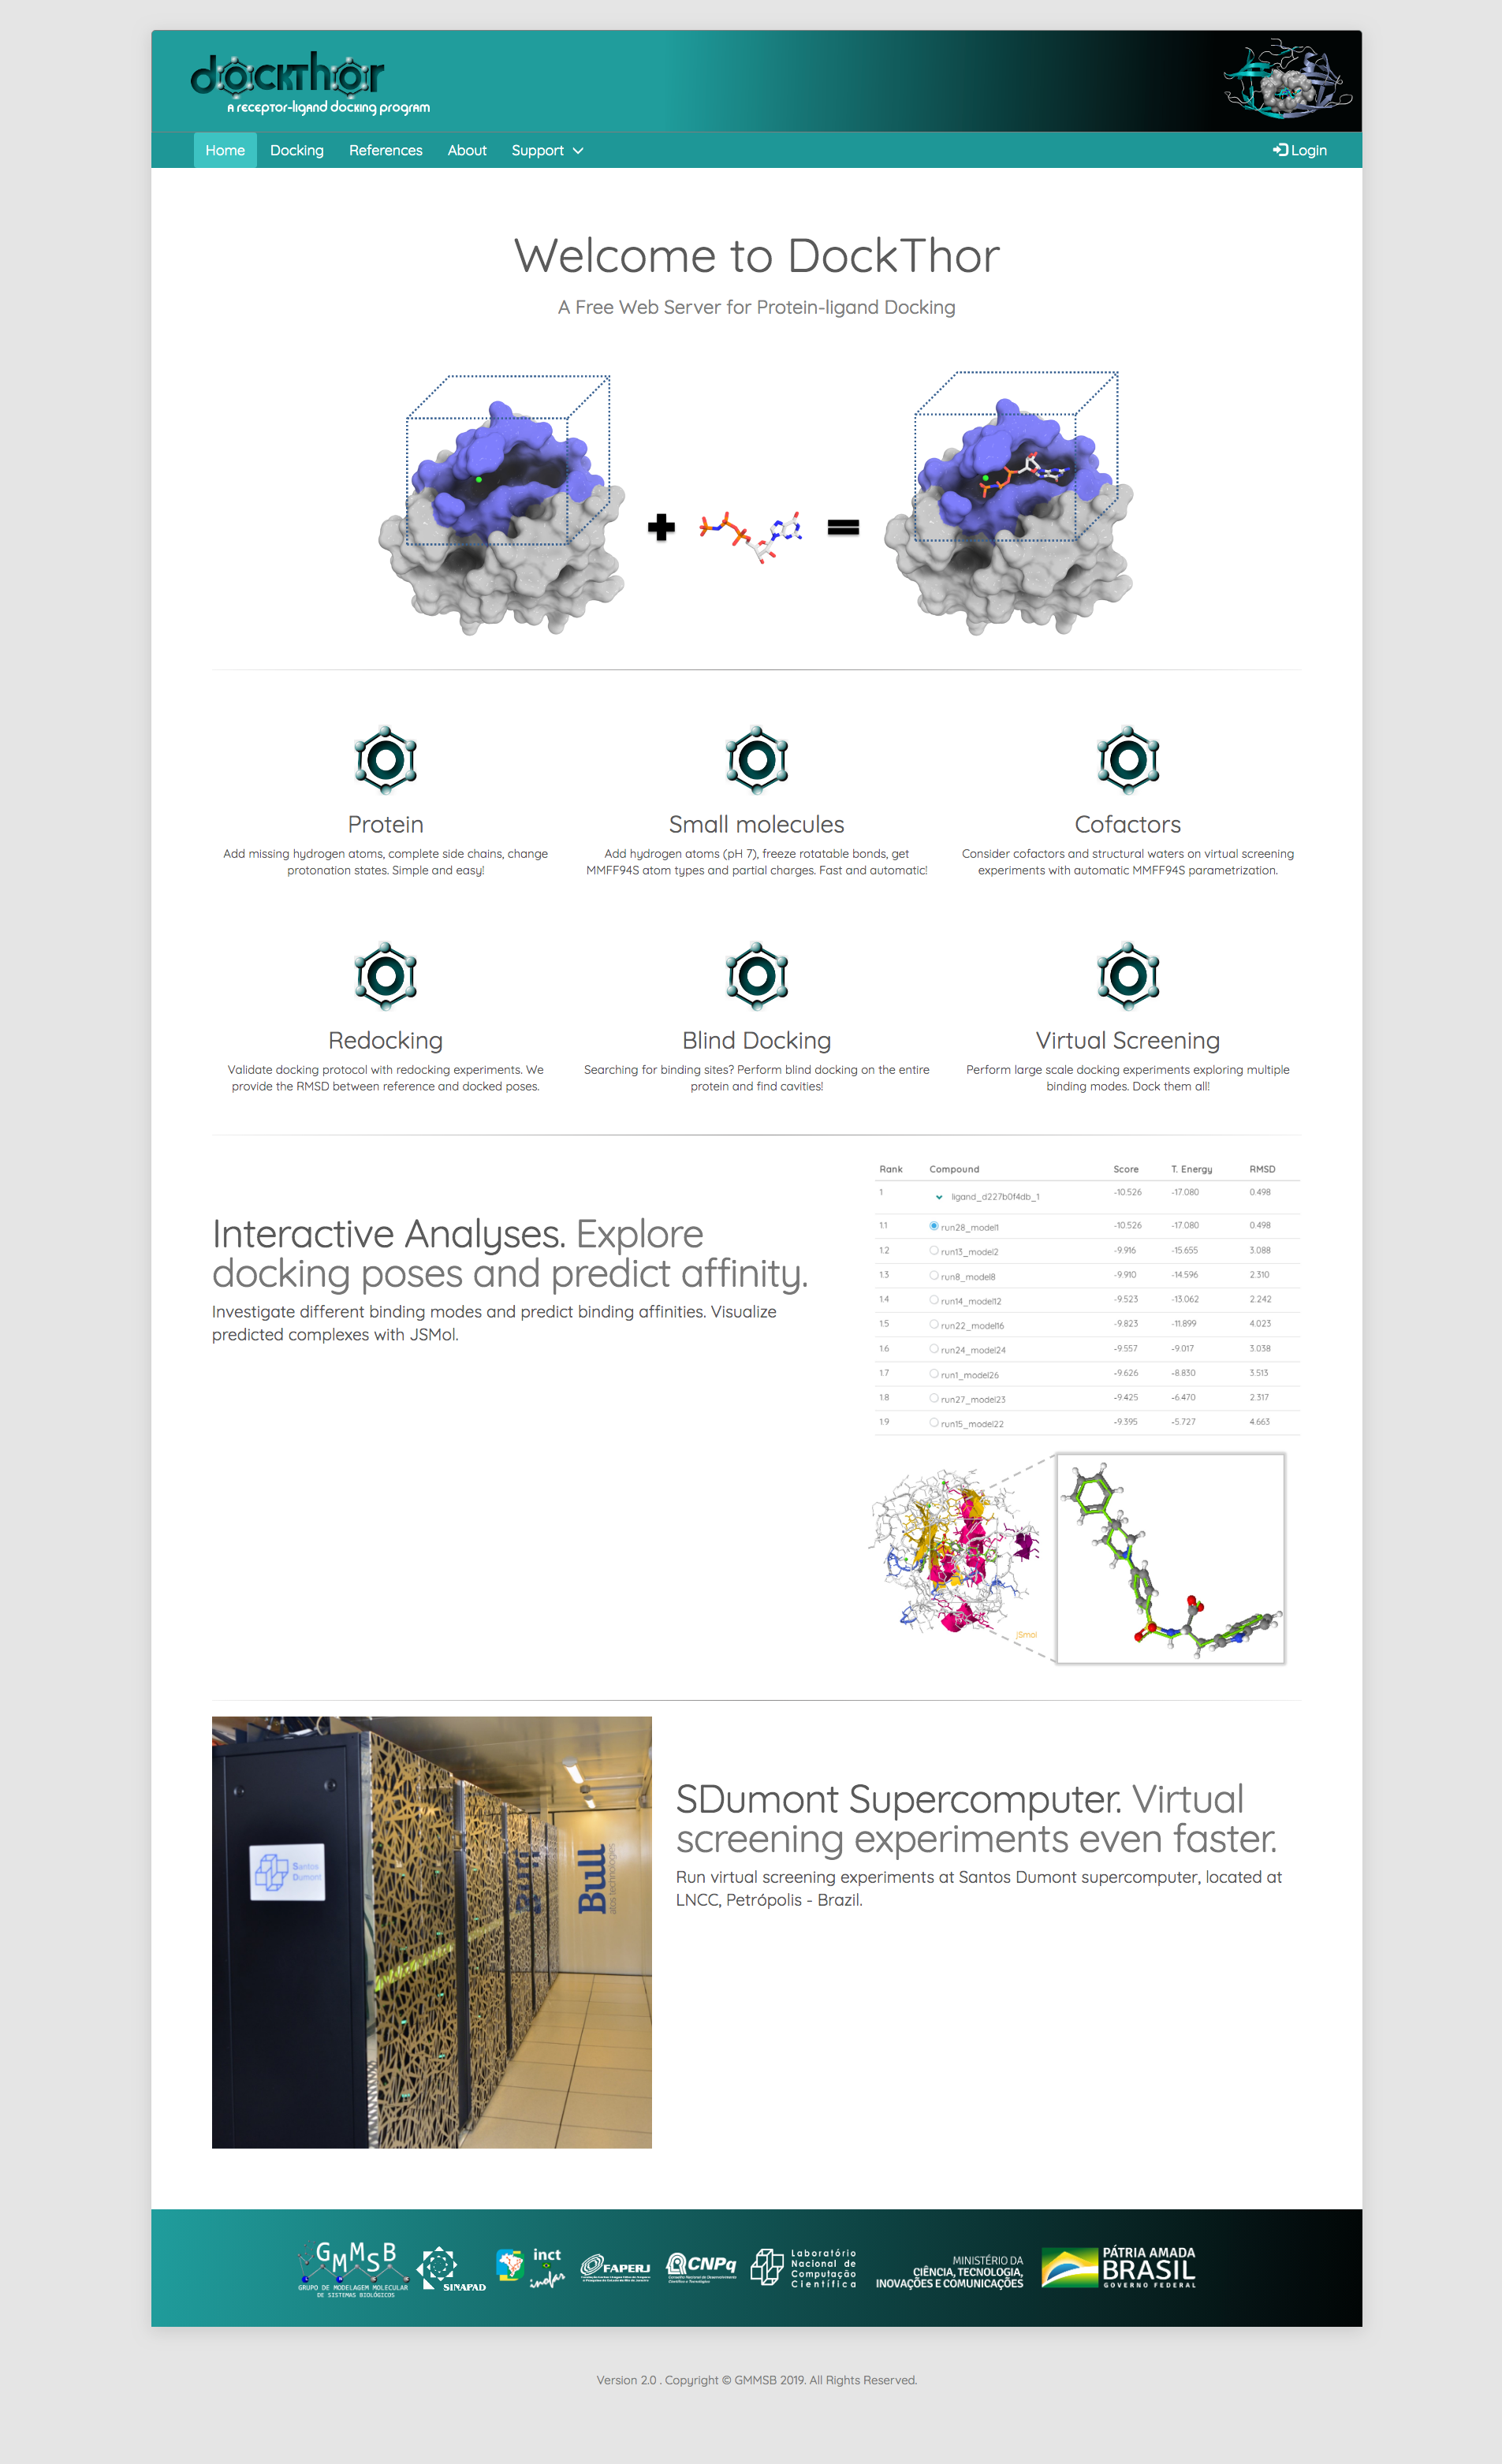 dockThor
A receptor-ligand docking program
Home Docking References About Support Login
Welcome to DockThor
A Free Web Server for Protein-ligand Docking
Protein
Add missing hydrogen atoms, complete side chains, change
protonation states. Simple and easy!
Small molecules
Add hydrogen atoms (pH 7), freeze rotatable bonds, get
MMFF94S atom types and partial charges. Fast and automatic!
Cofactors
Consider cofactors and structural waters on virtual screening
experiments with automatic MMFF94S parametrization.
Redocking
Validate docking protocol with redocking experiments. We
provide the RMSD between reference and docked poses.
Blind Docking
Searching for binding sites? Perform blind docking on the entire
protein and find cavities!
Virtual Screening
Perform large scale docking experiments exploring multiple
binding modes. Dock them all!
Interactive Analyses. Explore
docking poses and predict affinity.
Investigate different binding modes and predict binding affinities. Visualize
predicted complexes with JSMol.
Rank Compound Score T. Energy RMSD
1 ligand_d227b0f4db_1 -10.526 -17.080 0.498
1.1 run28_model1 -10.526 -17.080 0.498
1.2 run13_model2 -9.916 -15.655 3.088
1.3 run8_model8 -9.910 -14.596 2.310
1.4 run14_model12 -9.523 -13.062 2.242
1.5 run22_model16 -9.823 -11.899 4.023
1.6 run24_model24 -9.557 -9.017 3.038
1.7 run1_model26 -9.626 -8.830 3.513
1.8 run27_model23 -9.425 -6.470 2.317
1.9 run15_model22 -9.395 -5.727 4.663
JSmol
Santos
Dumont
Bull
atos technologies
SDumont Supercomputer. Virtual
screening experiments even faster.
Run virtual screening experiments at Santos Dumont supercomputer, located at
LNCC, Petrópolis - Brazil.
GMMSB
GRUPO DE MODELAGEM MOLECULAR
DE SISTEMAS BIOLÓGICOS
SINAPAD
inct
inofar
FAPERJ
CNPq
Conselho Nacional de Desenvolvimento
Científico e Tecnológico
Laboratório
Nacional de
Computação
Científica
MINISTÉRIO DA
CIÊNCIA, TECNOLOGIA,
INOVAÇÕES E COMUNICAÇÕES
PÁTRIA AMADA
BRASIL
GOVERNO FEDERAL
Version 2.0 . Copyright © GMMSB 2019. All Rights Reserved.